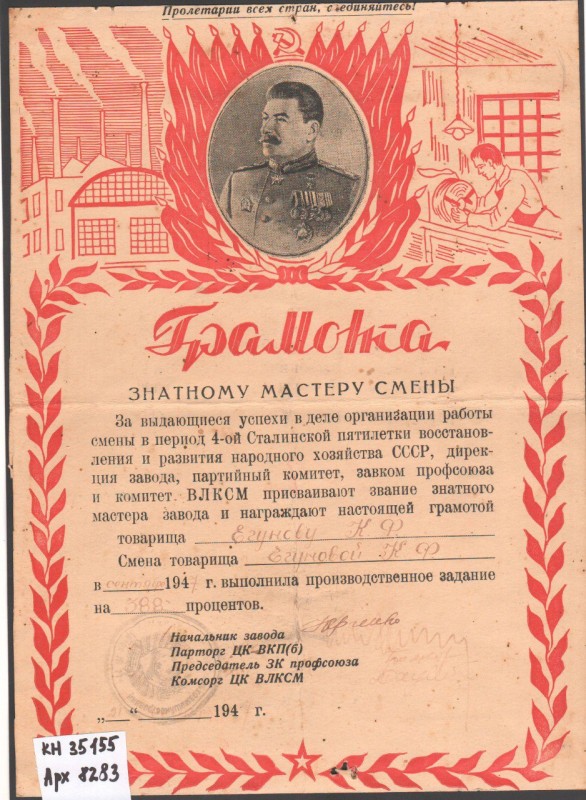 Пролетарии всех стран, соединяйтесь!
Грамота
ЗНАТНОМУ МАСТЕРУ СМЕНЫ
За выдающиеся успехи в деле организации работы
смены в период 4-ой Сталинской пятилетки восстанов-
ления и развития народного хозяйства СССР, дирек-
ция завода, партийный комитет, завком профсоюза
и комитет ВЛКСМ присваивают звание знатного
мастера завода и награждают настоящей грамотой
товарища Егунову К Ф
Смена товарища Егуновой К Ф
в 194 г. выполнила производственное задание
на 388 процентов.
Начальник завода
Парторг ЦК ВКП(б)
Председатель ЗК профсоюза
Комсорг ЦК ВЛКСМ
„ “ 194 г.
КН 35155
Арх 8283